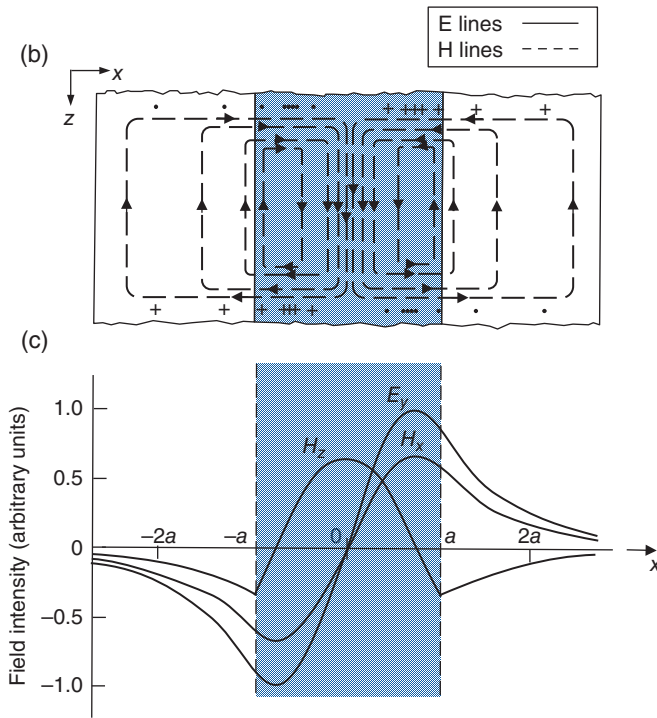 E lines
H lines
(b)
x
z
(c)
Field intensity (arbitrary units)
1.0
0.5
0
–0.5
–1.0
E_y
H_z
H_x
–2a
–a
0
a
2a
x